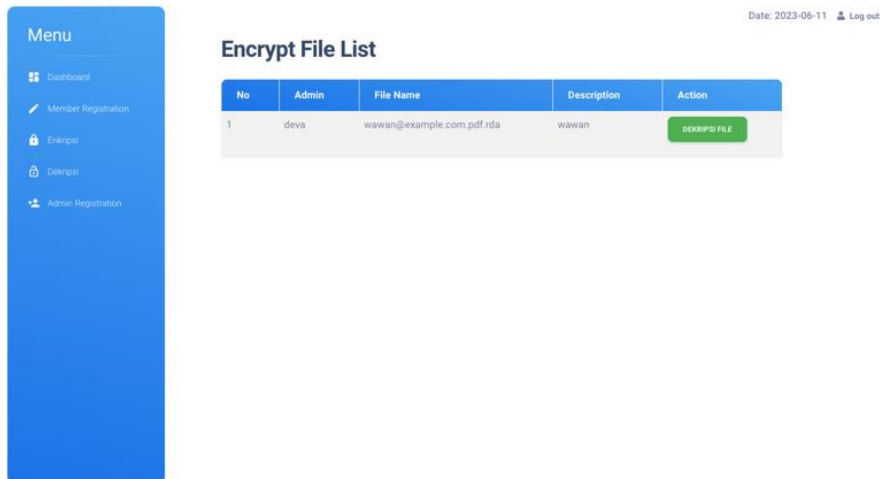 Date: 2023-06-11 Log out
Menu
Dashboard
Member Registration
Enkripsi
Dekripsi
Admin Registration
Encrypt File List
No Admin File Name Description Action
1 deva wawan@example.com.pdf.rda wawan DEKRIPSI FILE